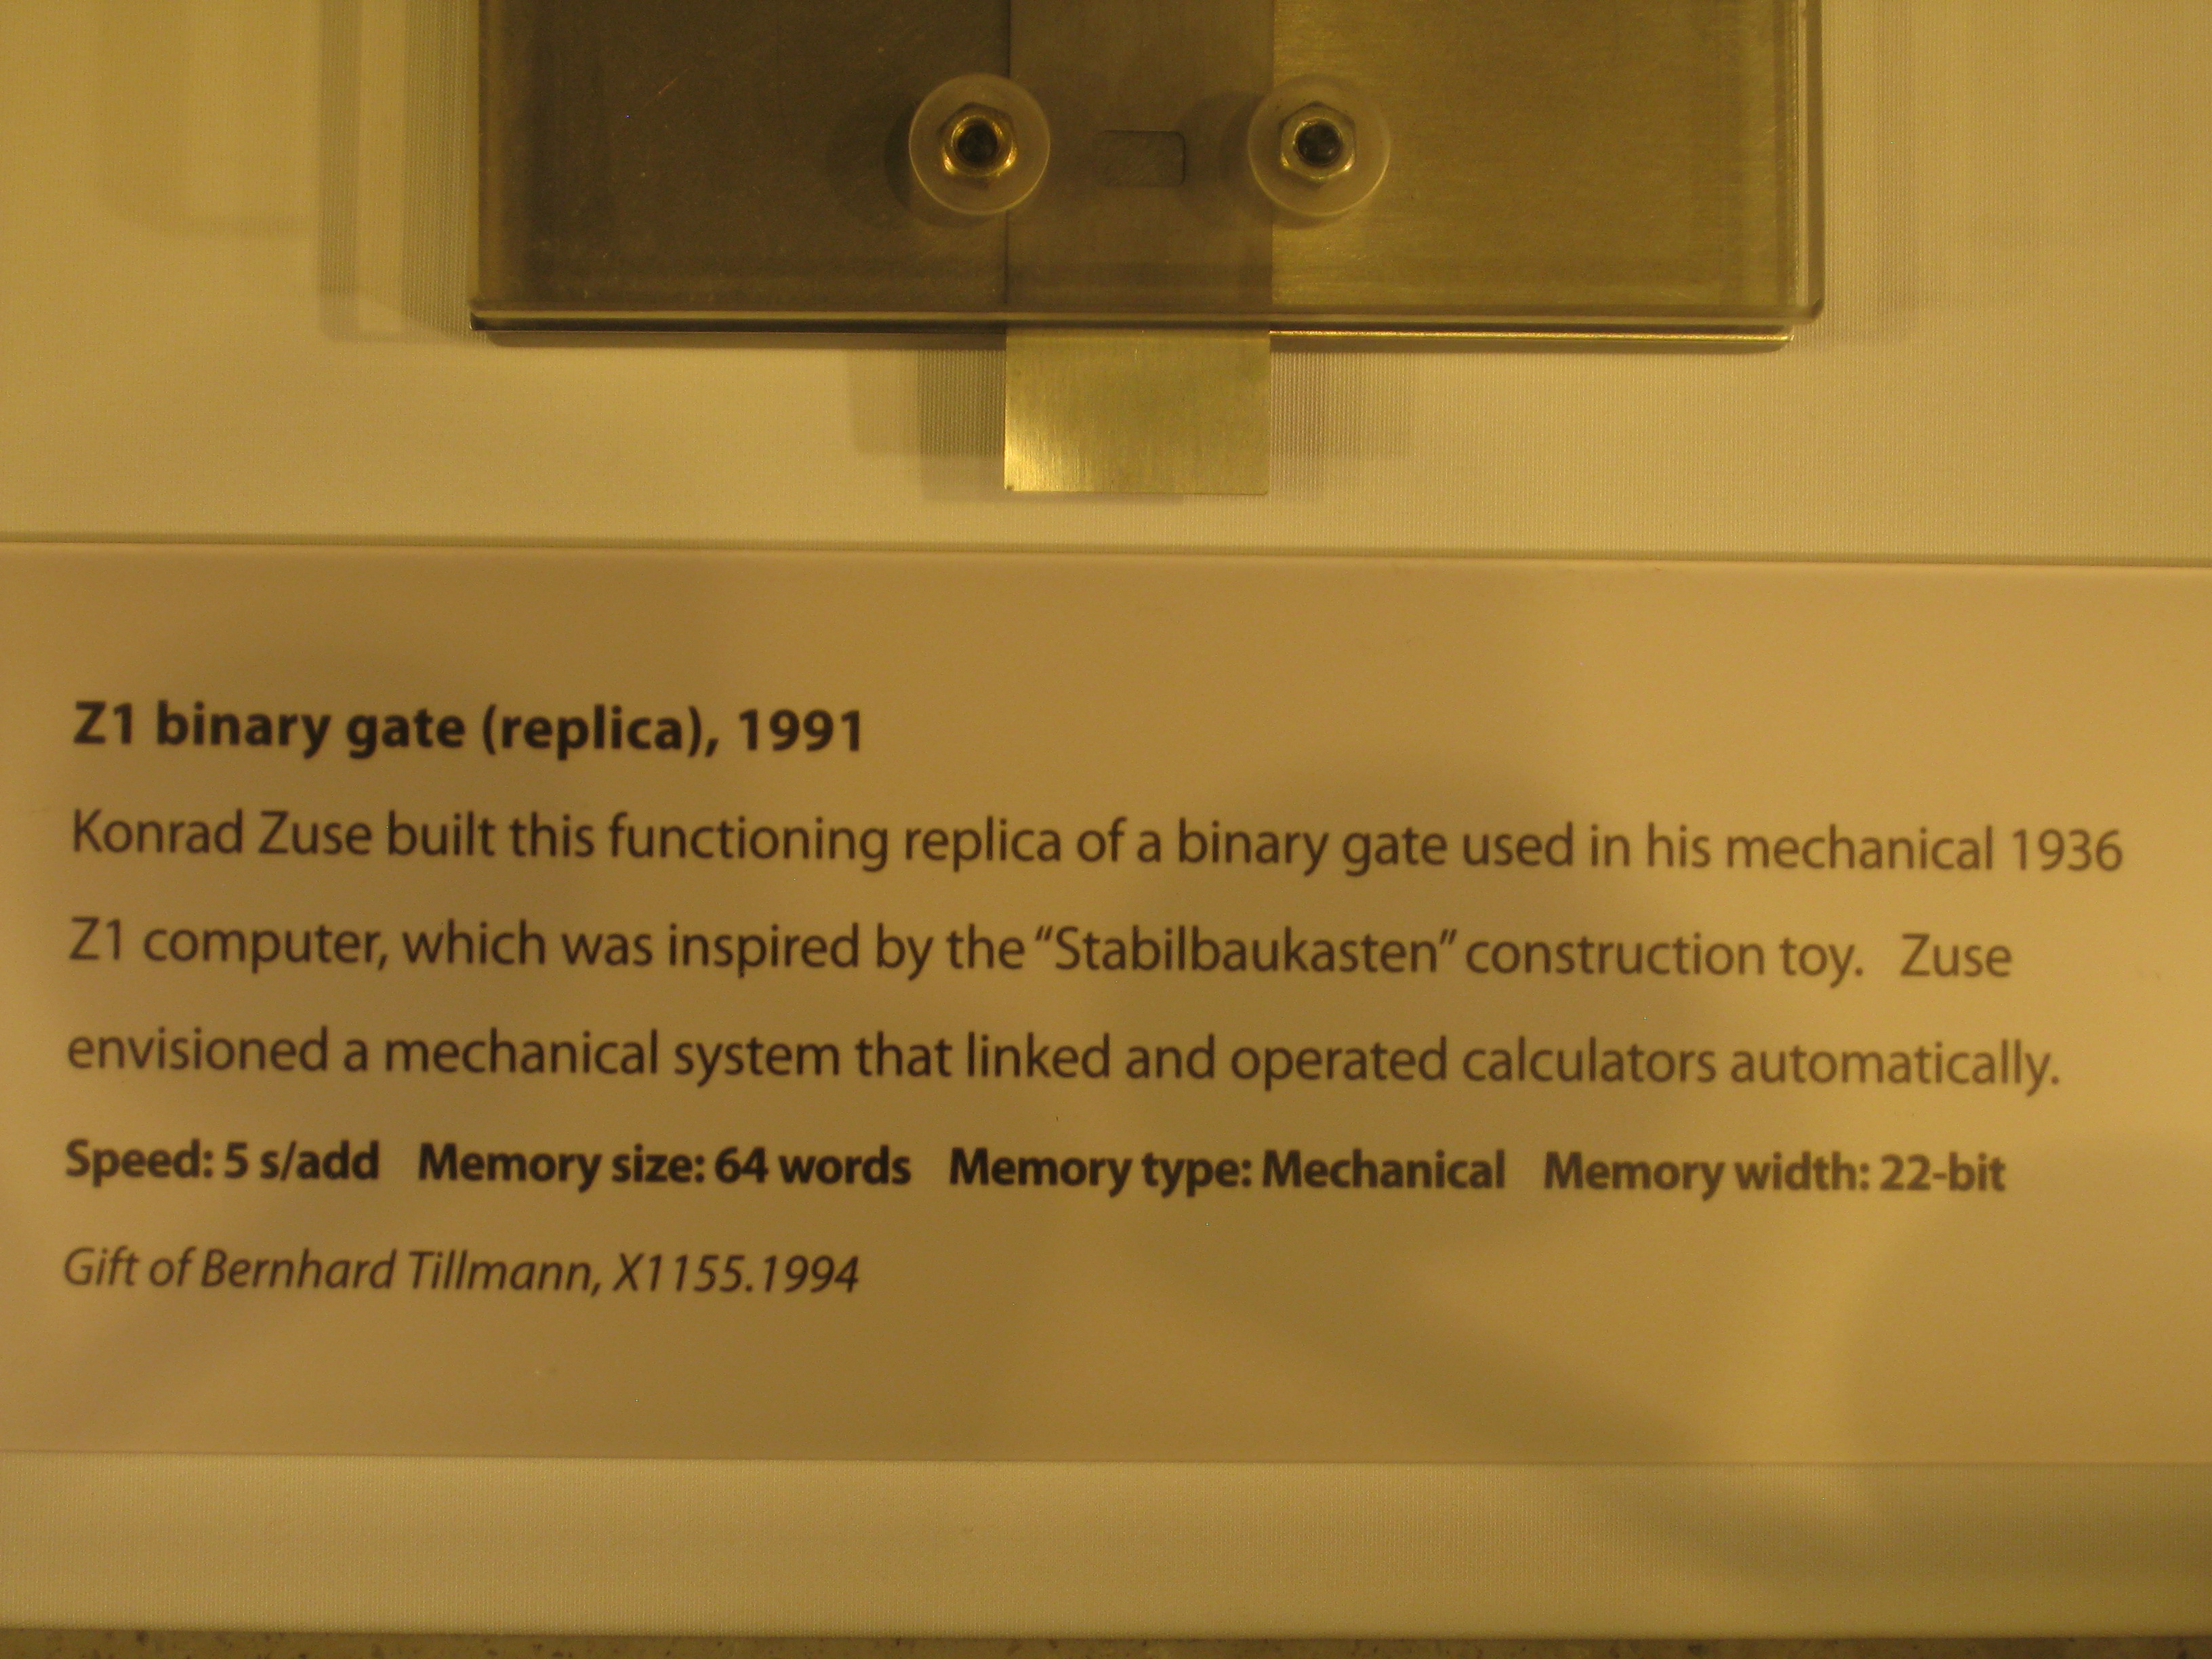 Z1 binary gate (replica), 1991
Konrad Zuse built this functioning replica of a binary gate used in his mechanical 1936
Z1 computer, which was inspired by the “Stabilbaukasten” construction toy. Zuse
envisioned a mechanical system that linked and operated calculators automatically.
Speed: 5 s/add Memory size: 64 words Memory type: Mechanical Memory width: 22-bit
Gift of Bernhard Tillmann, X1155.1994